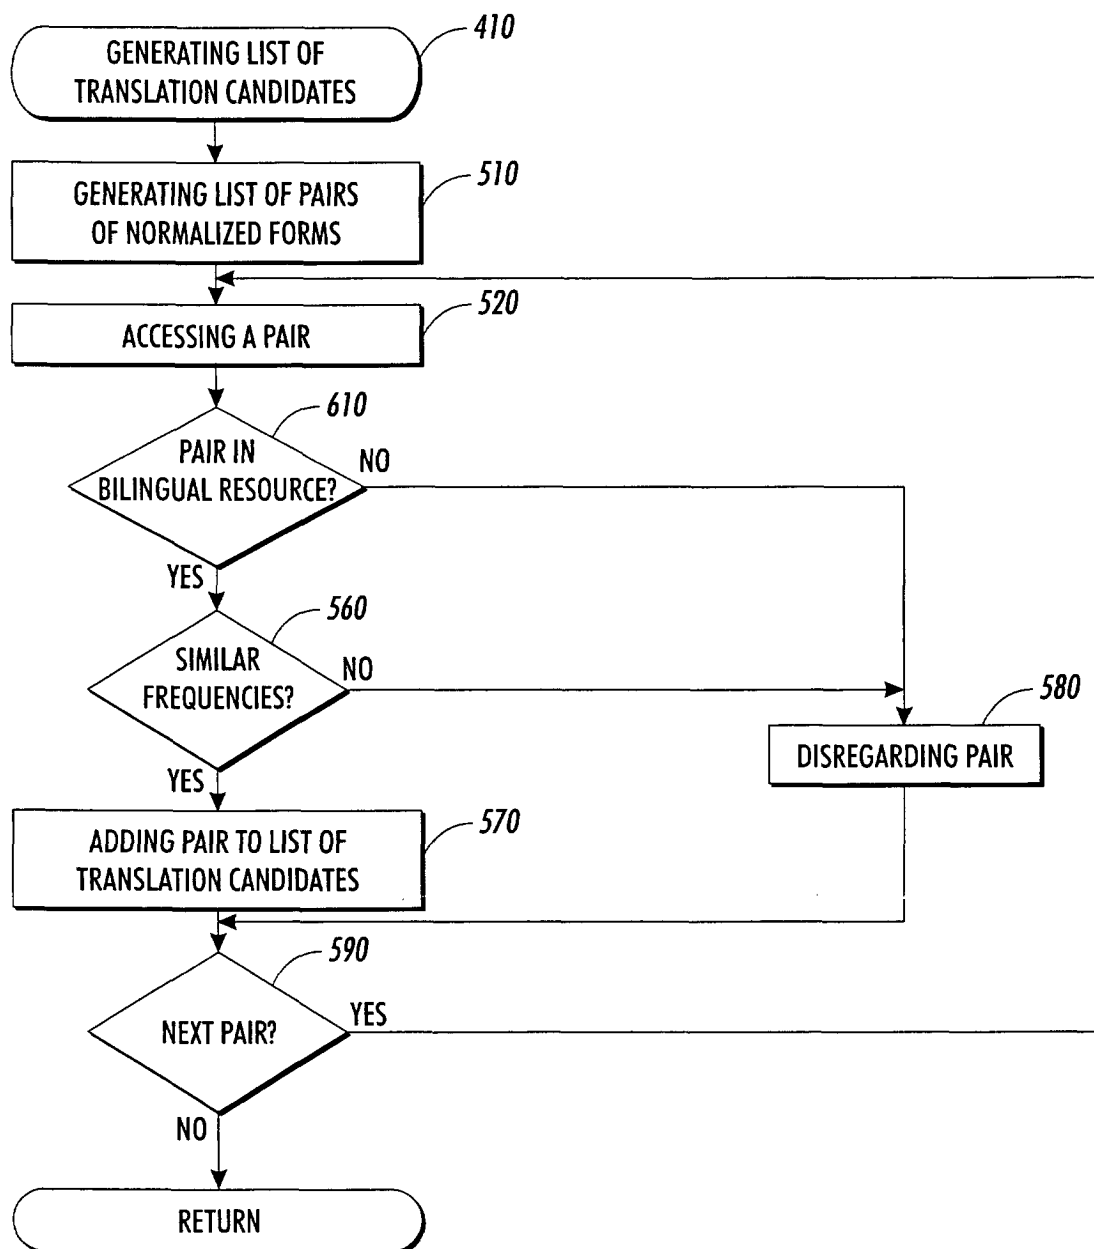 GENERATING LIST OF
TRANSLATION CANDIDATES
410
GENERATING LIST OF PAIRS
OF NORMALIZED FORMS
510
ACCESSING A PAIR
520
PAIR IN
BILINGUAL RESOURCE?
610
NO
YES
SIMILAR
FREQUENCIES?
560
NO
YES
DISREGARDING PAIR
580
ADDING PAIR TO LIST OF
TRANSLATION CANDIDATES
570
NEXT PAIR?
590
YES
NO
RETURN